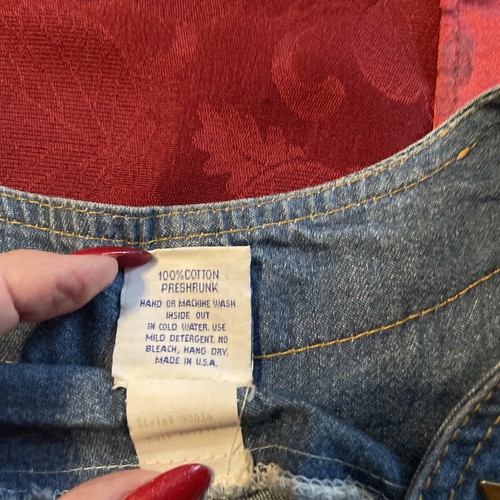 100% COTTON
PRESHRUNK
HAND OR MACHINE WASH
INSIDE OUT
IN COLD WATER. USE
MILD DETERGENT. NO
BLEACH, HANG DRY.
MADE IN U.S.A.